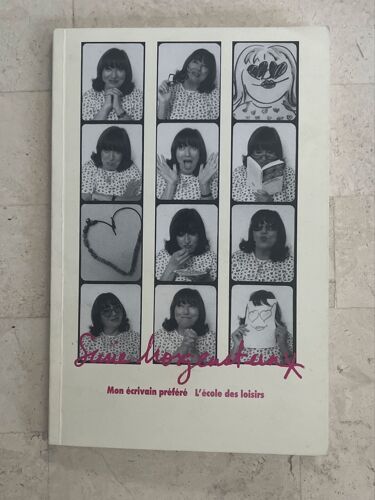 Susie Morgenstern
Mon écrivain préféré L'école des loisirs